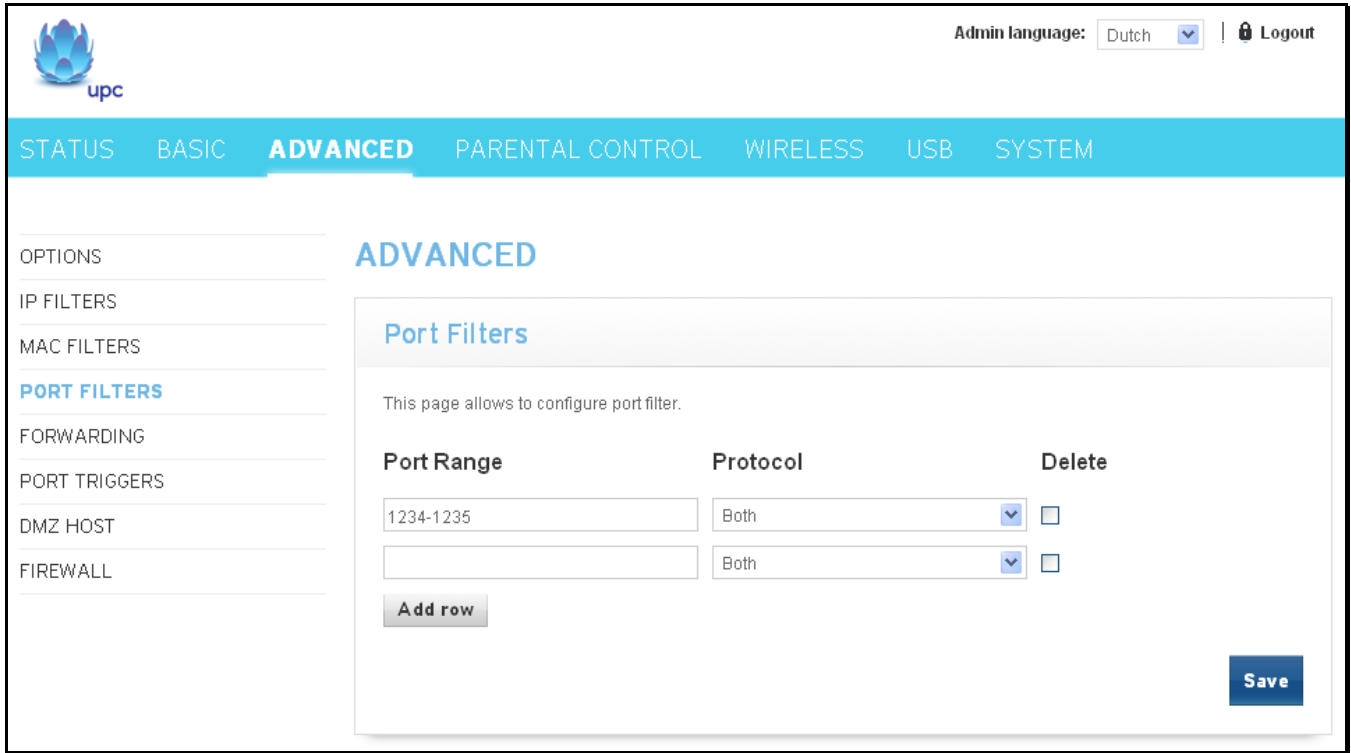 upc
Admin language: Dutch | Logout
STATUS BASIC ADVANCED PARENTAL CONTROL WIRELESS USB SYSTEM
OPTIONS
IP FILTERS
MAC FILTERS
PORT FILTERS
FORWARDING
PORT TRIGGERS
DMZ HOST
FIREWALL
ADVANCED
Port Filters
This page allows to configure port filter.
Port Range Protocol Delete
1234-1235 Both
Both
Add row
Save